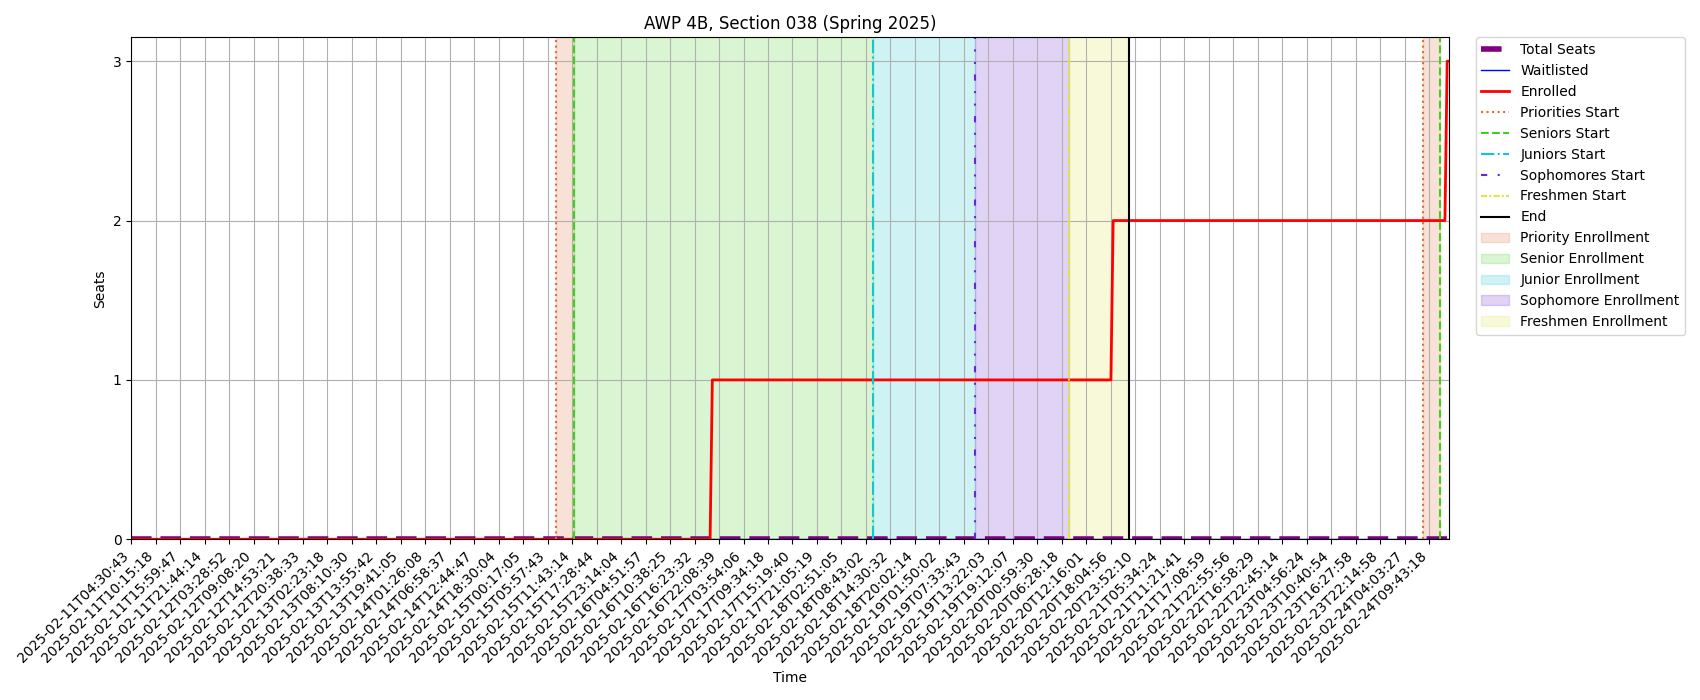 AWP 4B, Section 038 (Spring 2025)
3
2
1
0
Seats
2025-02-11T04:30:43
2025-02-11T10:15:18
2025-02-11T15:59:47
2025-02-11T21:44:14
2025-02-12T03:28:52
2025-02-12T09:08:20
2025-02-12T14:53:21
2025-02-12T20:38:33
2025-02-13T02:23:18
2025-02-13T08:10:30
2025-02-13T13:55:42
2025-02-13T19:41:05
2025-02-14T01:26:08
2025-02-14T06:58:37
2025-02-14T12:44:47
2025-02-14T18:30:04
2025-02-15T00:17:05
2025-02-15T05:57:43
2025-02-15T11:43:14
2025-02-15T17:28:44
2025-02-15T23:14:04
2025-02-16T04:51:57
2025-02-16T10:38:25
2025-02-16T16:23:32
2025-02-16T22:08:39
2025-02-17T03:54:06
2025-02-17T09:34:18
2025-02-17T15:19:40
2025-02-17T21:05:19
2025-02-18T02:51:05
2025-02-18T08:43:02
2025-02-18T14:30:32
2025-02-18T20:02:14
2025-02-19T01:50:02
2025-02-19T07:33:43
2025-02-19T13:22:03
2025-02-19T19:12:07
2025-02-20T00:59:30
2025-02-20T06:28:18
2025-02-20T12:16:01
2025-02-20T18:04:56
2025-02-20T23:52:10
2025-02-21T05:34:24
2025-02-21T11:21:41
2025-02-21T17:08:59
2025-02-21T22:55:56
2025-02-22T16:58:29
2025-02-22T22:45:14
2025-02-23T04:56:24
2025-02-23T10:40:54
2025-02-23T16:27:58
2025-02-23T22:14:58
2025-02-24T04:03:27
2025-02-24T09:43:18
Time
Total Seats
Waitlisted
Enrolled
Priorities Start
Seniors Start
Juniors Start
Sophomores Start
Freshmen Start
End
Priority Enrollment
Senior Enrollment
Junior Enrollment
Sophomore Enrollment
Freshmen Enrollment